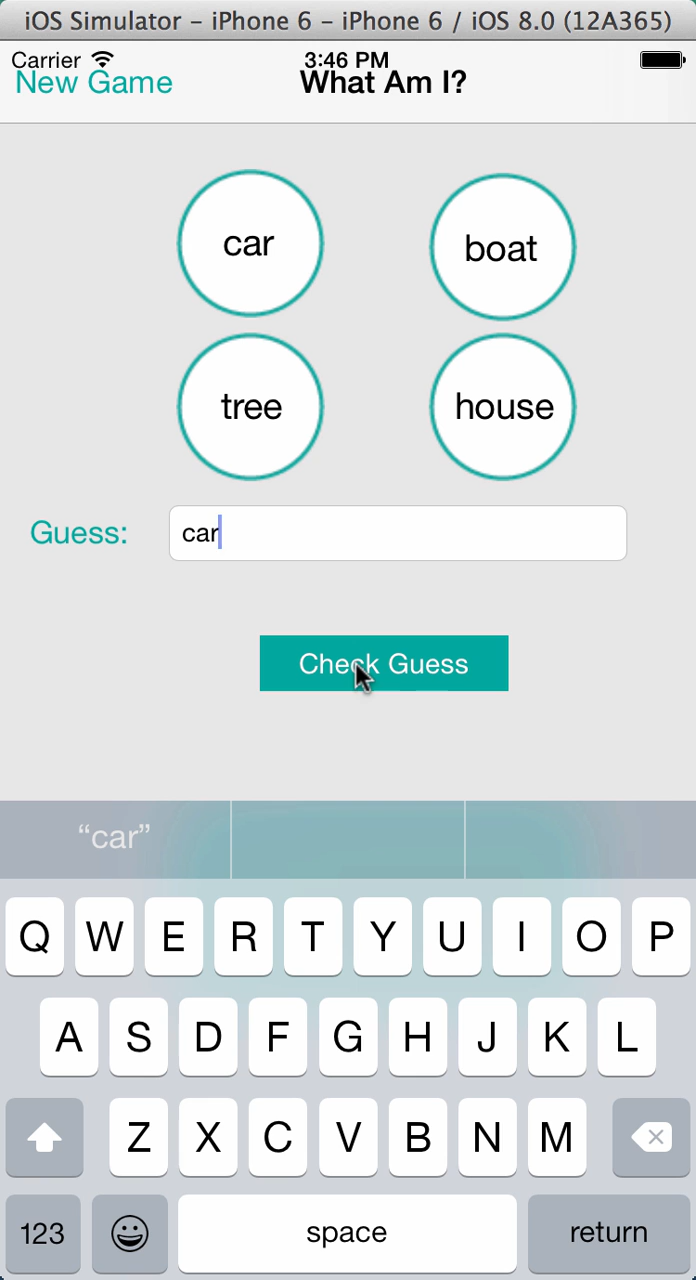 iOS Simulator – iPhone 6 – iPhone 6 / iOS 8.0 (12A365)
Carrier 3:46 PM
New Game What Am I?
car boat
tree house
Guess: car
Check Guess
“car”
Q W E R T Y U I O P
A S D F G H J K L
Z X C V B N M
123 space return